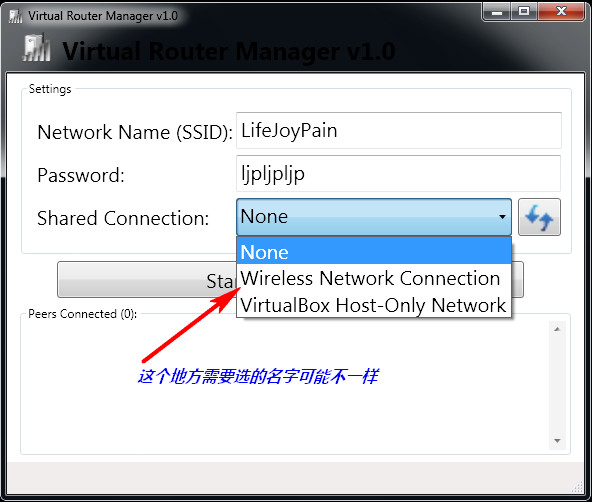 Virtual Router Manager v1.0
Virtual Router Manager v1.0
Settings
Network Name (SSID): LifeJoyPain
Password: ljpljpljp
Shared Connection: None
None
Wireless Network Connection
VirtualBox Host-Only Network
Peers Connected (0):
这个地方需要选的名字可能不一样